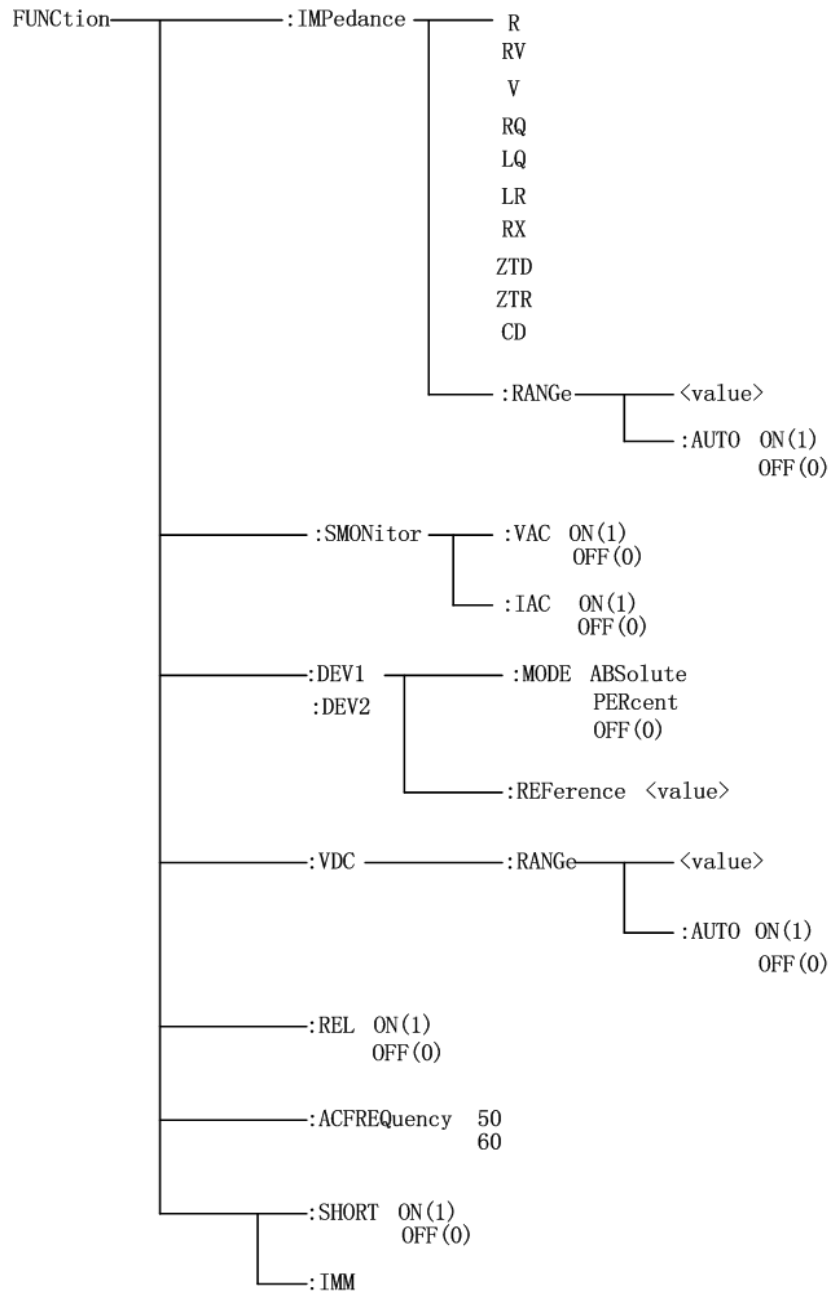 FUNCtion :IMPedance R
RV
V
RQ
LQ
LR
RX
ZTD
ZTR
CD
:RANGe <value>
:AUTO ON(1)
OFF(0)
:SMONitor :VAC ON(1)
OFF(0)
:IAC ON(1)
OFF(0)
:DEV1 :MODE ABSolute
:DEV2 PERcent
OFF(0)
:REFerence <value>
:VDC :RANGe <value>
:AUTO ON(1)
OFF(0)
:REL ON(1)
OFF(0)
:ACFREQuency 50
60
:SHORT ON(1)
OFF(0)
:IMM